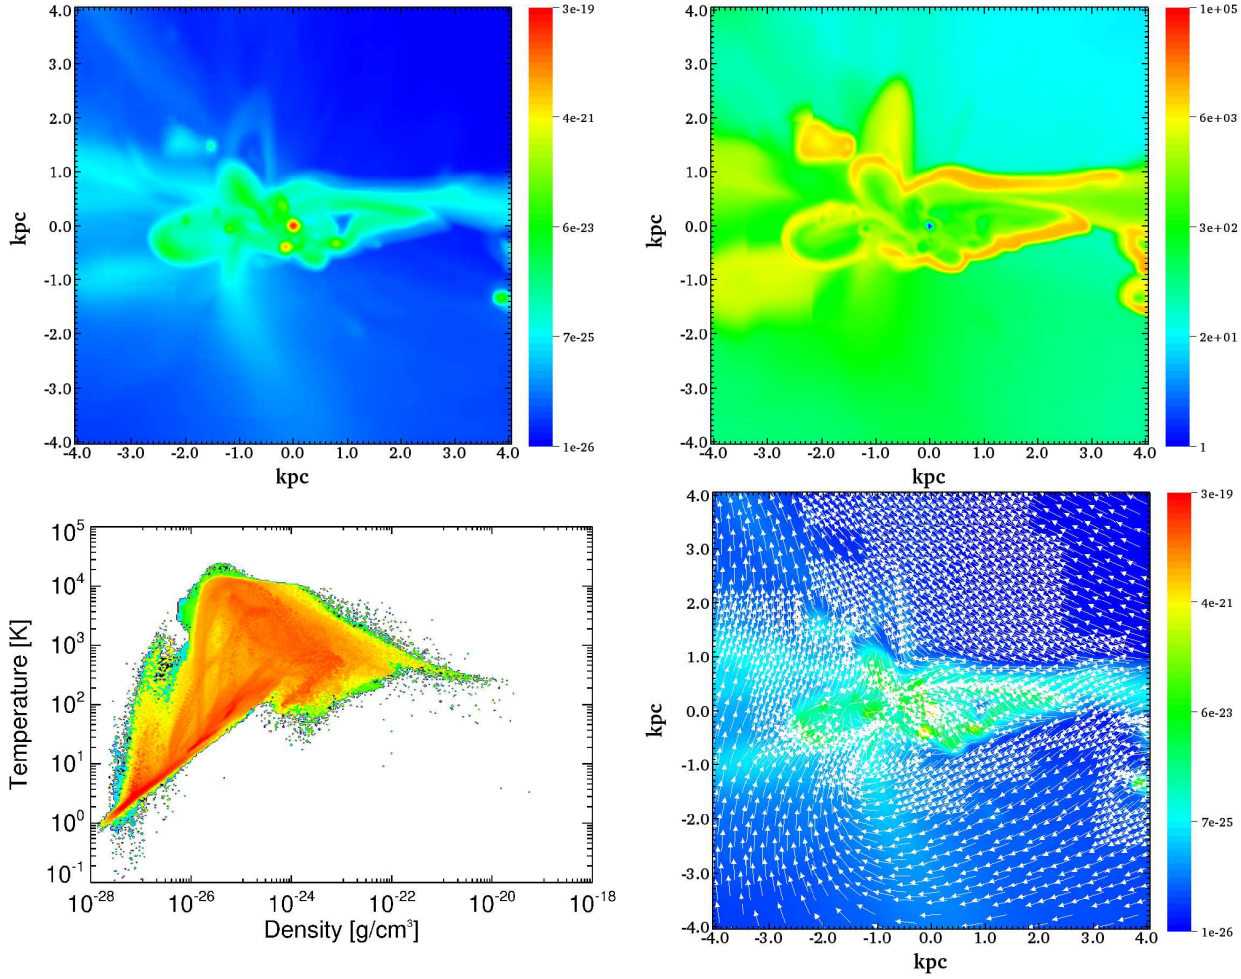 4.0
3.0
2.0
1.0
0.0
-1.0
-2.0
-3.0
-4.0
kpc
-4.0 -3.0 -2.0 -1.0 0.0 1.0 2.0 3.0 4.0
kpc
3e-19
4e-21
6e-23
7e-25
1e-26
4.0
3.0
2.0
1.0
0.0
-1.0
-2.0
-3.0
-4.0
kpc
-4.0 -3.0 -2.0 -1.0 0.0 1.0 2.0 3.0 4.0
kpc
1e+05
6e+03
3e+02
2e+01
1
10^5
10^4
10^3
10^2
10^1
10^0
10^-1
Temperature [K]
10^-28 10^-26 10^-24 10^-22 10^-20 10^-18
Density [g/cm^3]
4.0
3.0
2.0
1.0
0.0
-1.0
-2.0
-3.0
-4.0
kpc
-4.0 -3.0 -2.0 -1.0 0.0 1.0 2.0 3.0 4.0
kpc
3e-19
4e-21
6e-23
7e-25
1e-26